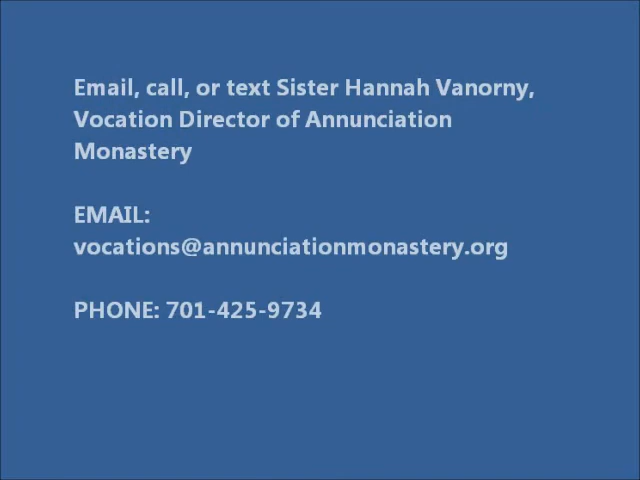 Email, call, or text Sister Hannah Vanorny,
Vocation Director of Annunciation
Monastery
EMAIL:
vocations@annunciationmonastery.org
PHONE: 701-425-9734